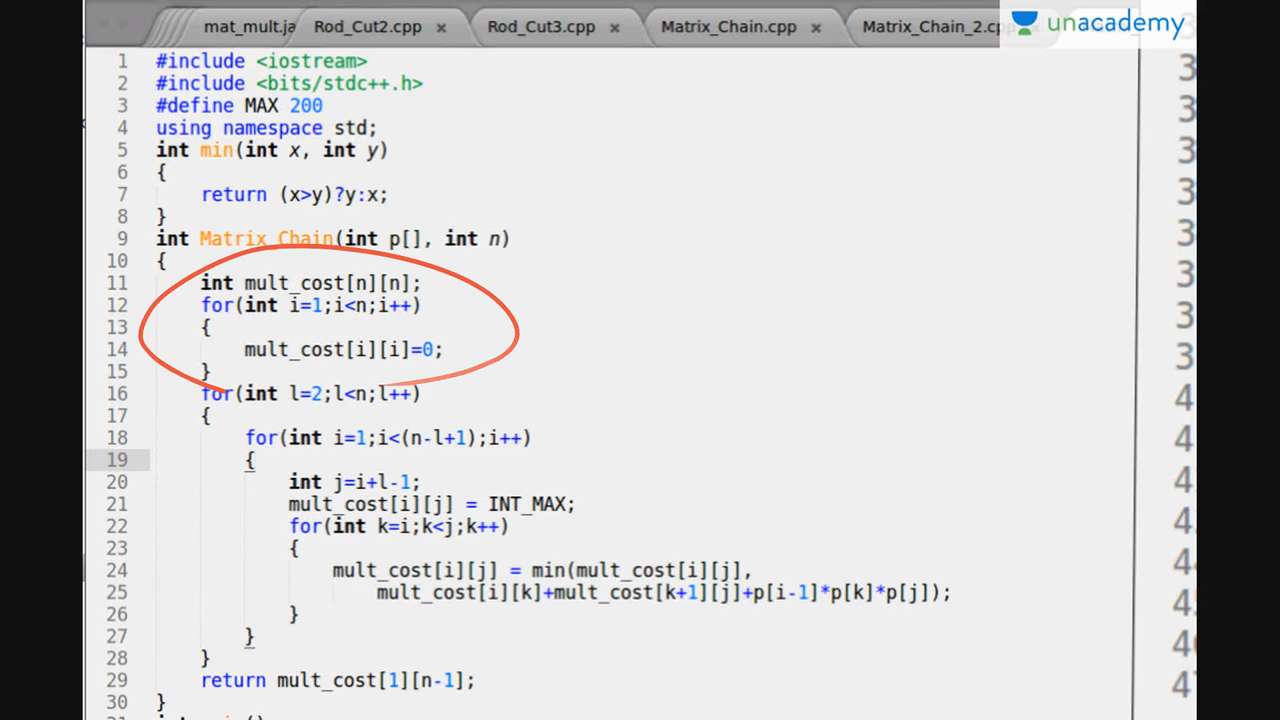 mat_mult.ja Rod_Cut2.cpp × Rod_Cut3.cpp × Matrix_Chain.cpp × Matrix_Chain_2.cp
unacademy
1 #include <iostream>
2 #include <bits/stdc++.h>
3 #define MAX 200
4 using namespace std;
5 int min(int x, int y)
6 {
7     return (x>y)?y:x;
8 }
9 int Matrix_Chain(int p[], int n)
10 {
11     int mult_cost[n][n];
12     for(int i=1;i<n;i++)
13     {
14         mult_cost[i][i]=0;
15     }
16     for(int l=2;l<n;l++)
17     {
18         for(int i=1;i<(n-l+1);i++)
19         {
20             int j=i+l-1;
21             mult_cost[i][j] = INT_MAX;
22             for(int k=i;k<j;k++)
23             {
24                 mult_cost[i][j] = min(mult_cost[i][j],
25                     mult_cost[i][k]+mult_cost[k+1][j]+p[i-1]*p[k]*p[j]);
26             }
27         }
28     }
29     return mult_cost[1][n-1];
30 }